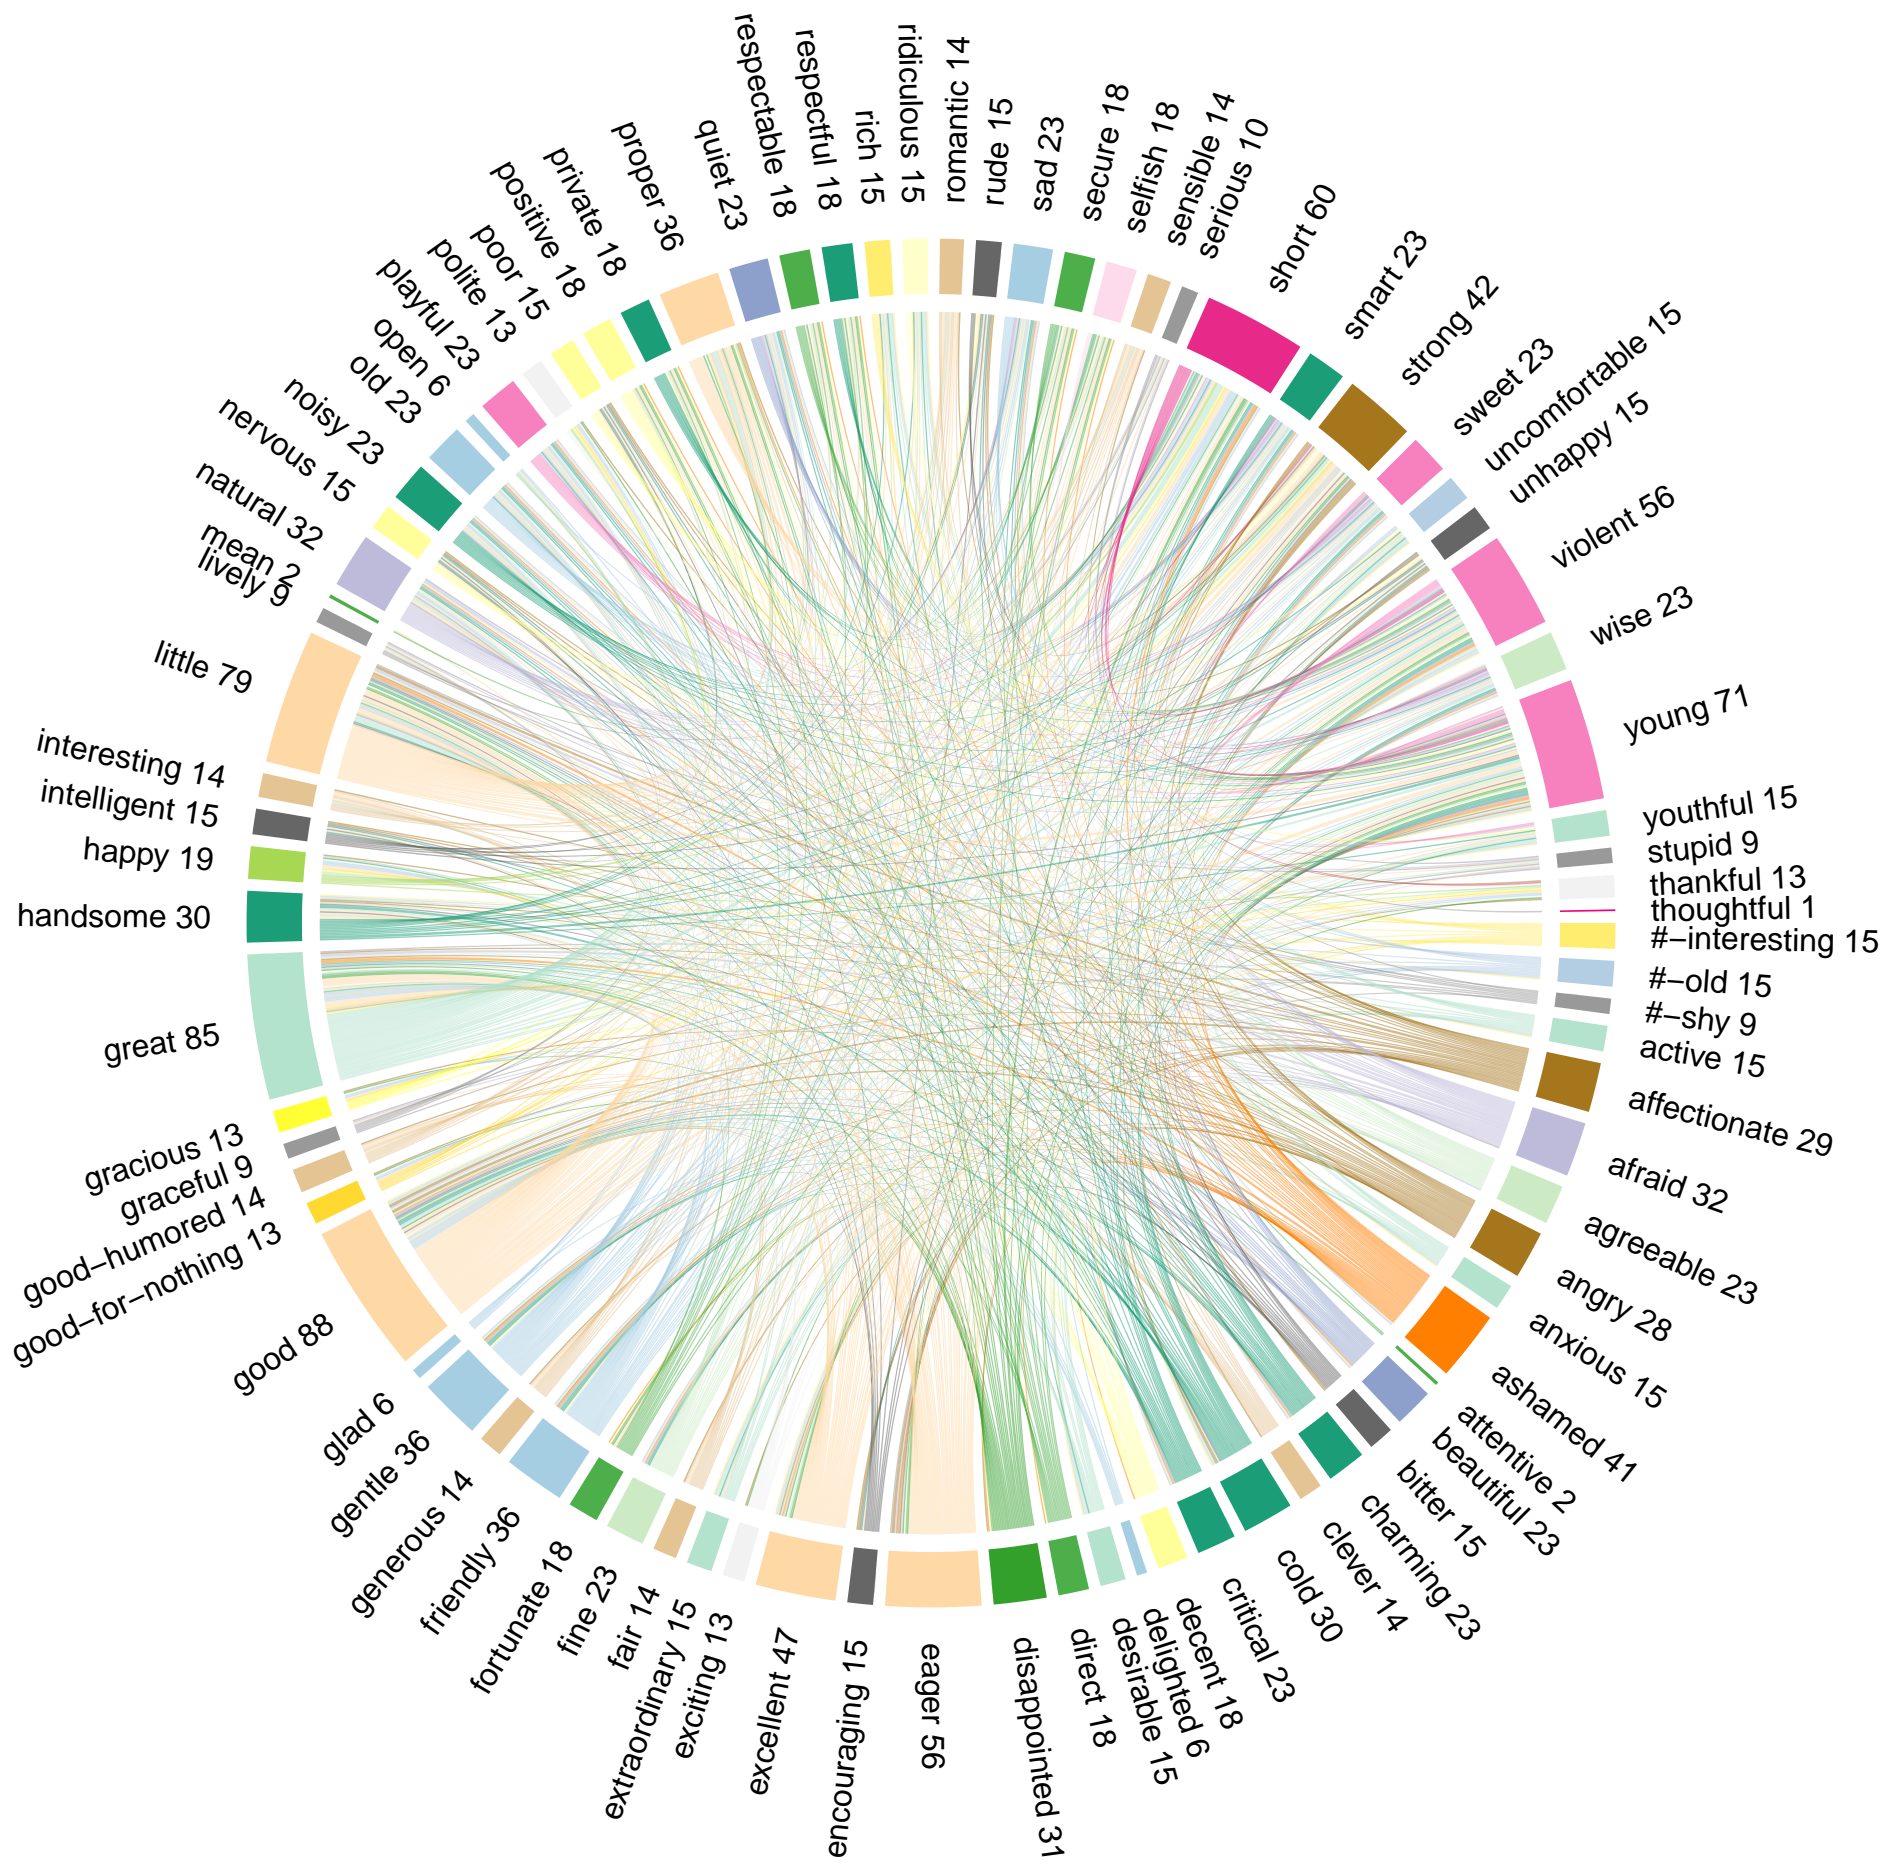 romantic 14
rude 15
sad 23
secure 18
selfish 18
sensible 14
serious 10
short 60
smart 23
strong 42
sweet 23
uncomfortable 15
unhappy 15
violent 56
wise 23
young 71
youthful 15
stupid 9
thankful 13
thoughtful 1
#−interesting 15
#−old 15
#−shy 9
active 15
affectionate 29
afraid 32
agreeable 23
angry 28
anxious 15
ashamed 41
attentive 2
beautiful 23
bitter 15
charming 23
clever 14
cold 30
critical 23
decent 18
delighted 6
desirable 15
direct 18
disappointed 31
eager 56
encouraging 15
excellent 47
exciting 13
extraordinary 15
fair 14
fine 23
fortunate 18
friendly 36
generous 14
gentle 36
glad 6
good 88
good−for−nothing 13
good−humored 14
graceful 9
gracious 13
great 85
handsome 30
happy 19
intelligent 15
interesting 14
little 79
lively 9
mean 2
natural 32
nervous 15
noisy 23
old 23
open 6
playful 23
polite 13
poor 15
positive 18
private 18
proper 36
quiet 23
respectable 18
respectful 18
rich 15
ridiculous 15